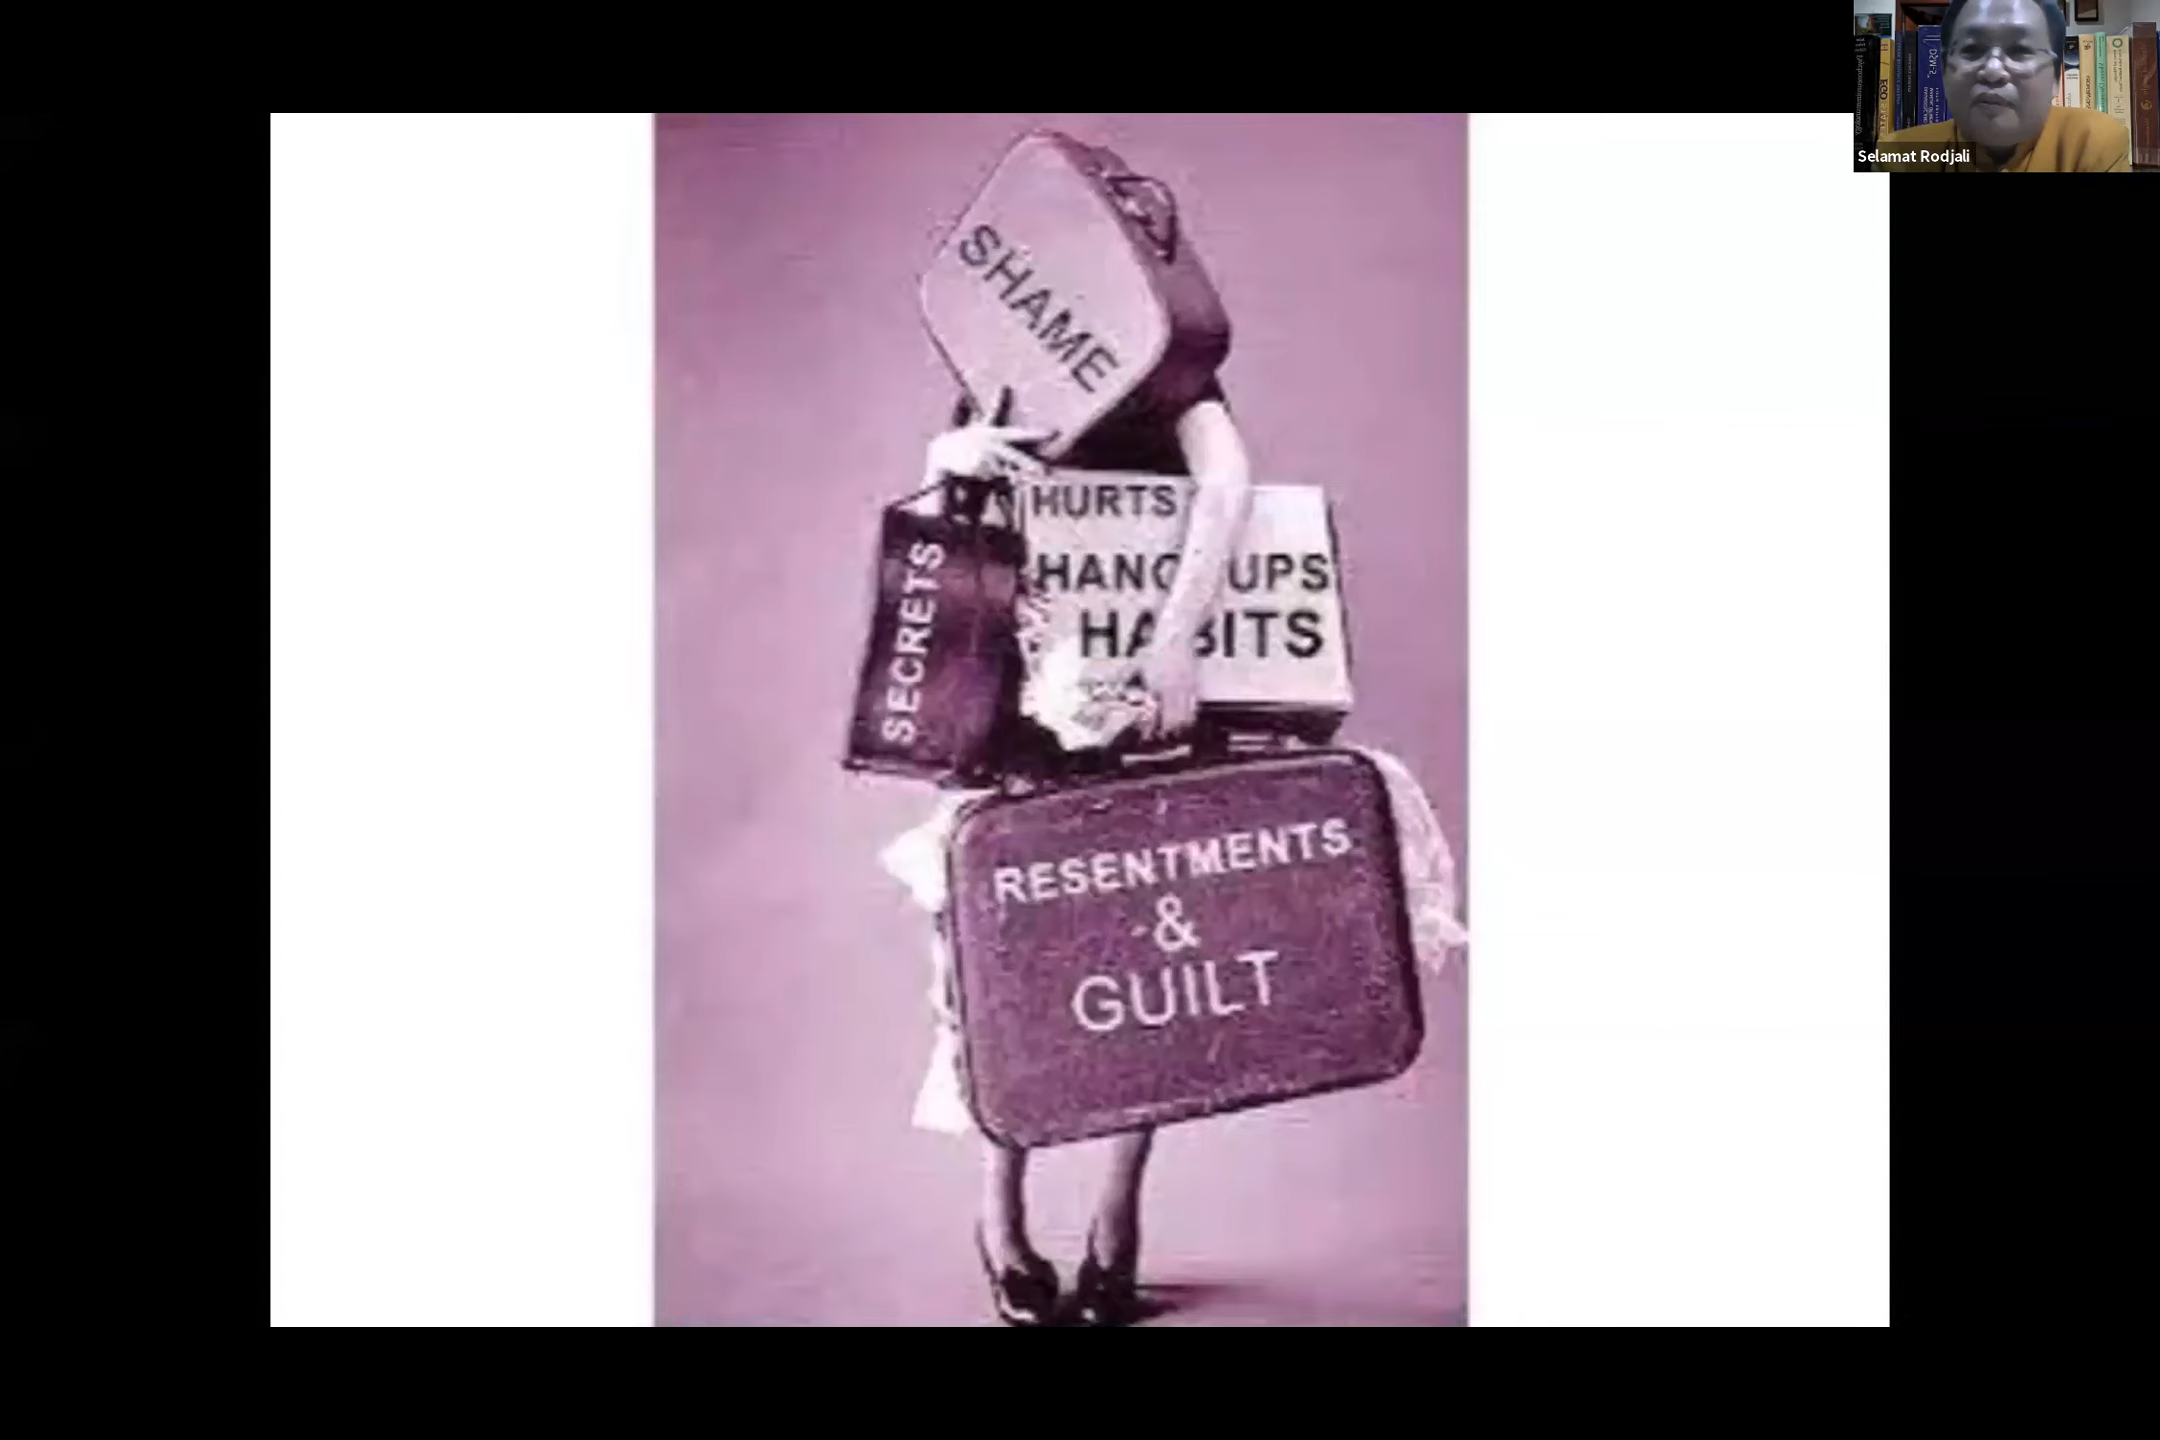 Selamat Rodjali
SHAME
HURTS
HANG UPS
HABITS
SECRETS
RESENTMENTS
&
GUILT